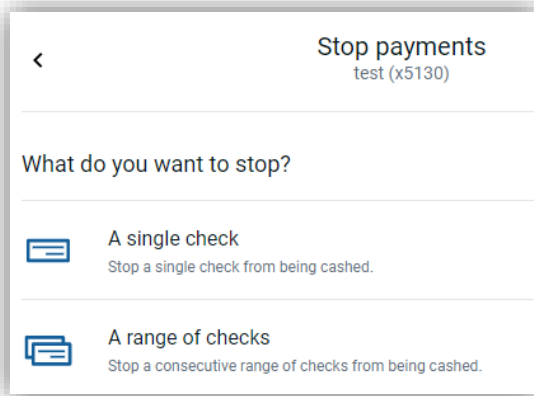 Stop payments
test (x5130)
What do you want to stop?
A single check
Stop a single check from being cashed.
A range of checks
Stop a consecutive range of checks from being cashed.